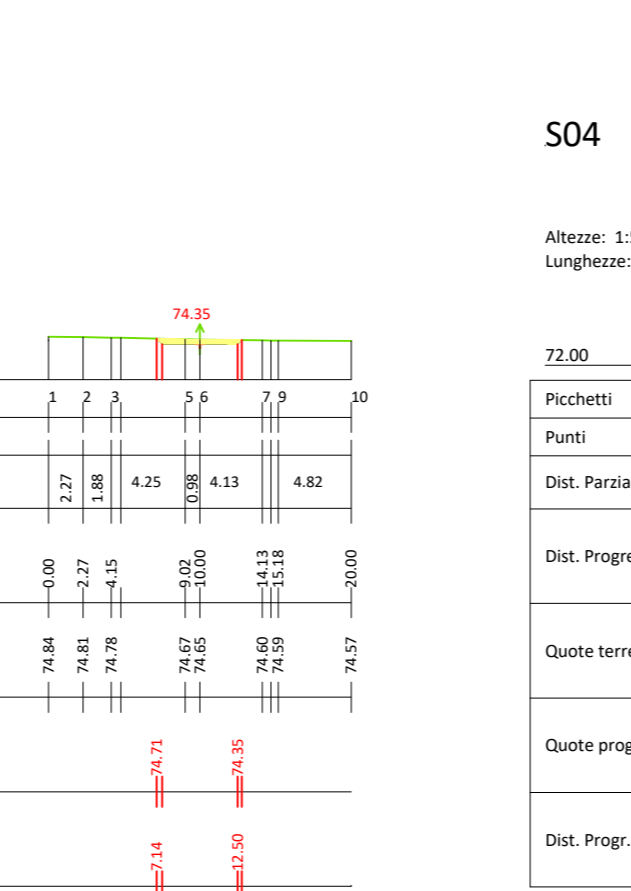 S04
Altezze: 1:
Lunghezze:
74.35
72.00
1 2 3 5 6 7 9 10
Picchetti
Punti
2.27 1.88 4.25 0.98 4.13 4.82
Dist. Parzia
0.00 2.27 4.15 9.02 10.00 14.13 15.18 20.00
Dist. Progre
74.84 74.81 74.78 74.67 74.65 74.60 74.59 74.57
Quote terre
74.71 74.35
Quote prog
7.14 12.50
Dist. Progr.